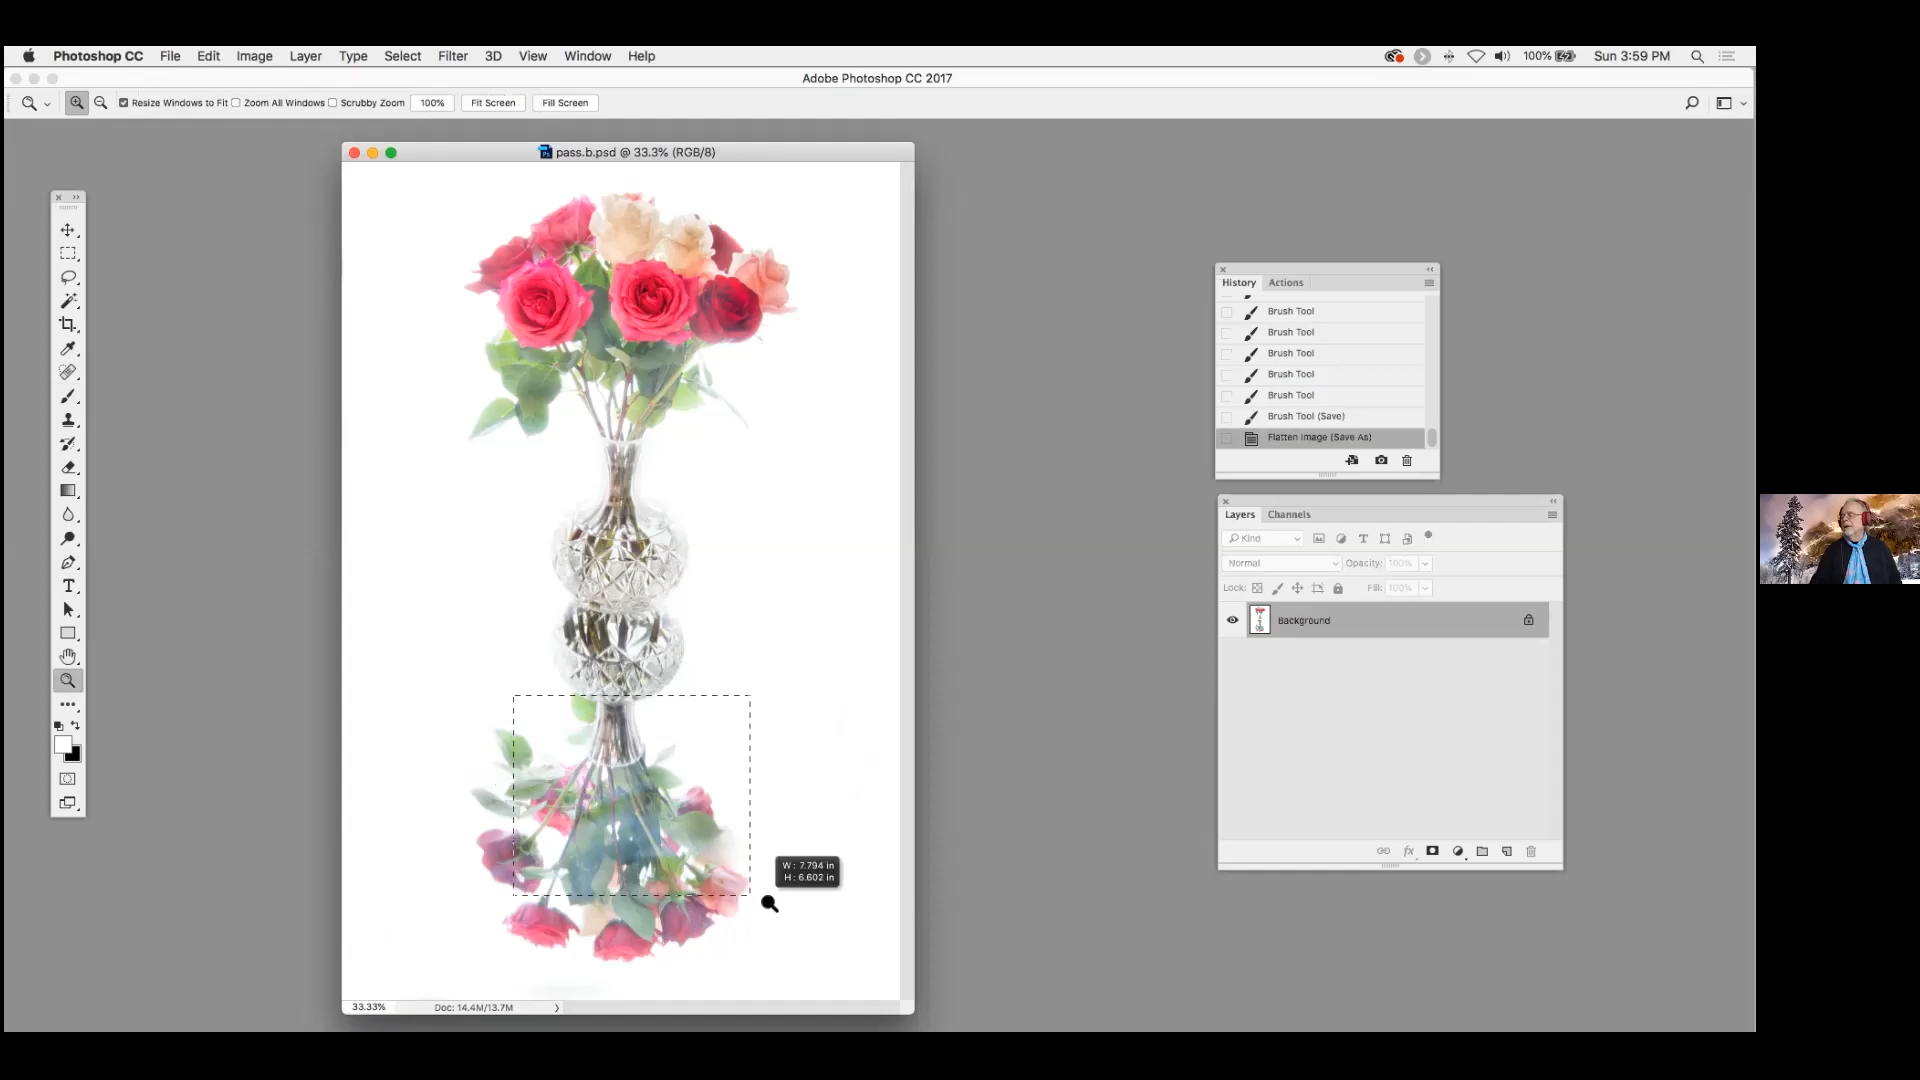 Photoshop CC File Edit Image Layer Type Select Filter 3D View Window Help 100% Sun 3:59 PM
Adobe Photoshop CC 2017
Resize Windows to Fit Zoom All Windows Scrubby Zoom 100% Fit Screen Fill Screen
pass.b.psd @ 33.3% (RGB/8)
History Actions
Brush Tool
Brush Tool
Brush Tool
Brush Tool
Brush Tool
Brush Tool (Save)
Flatten Image (Save As)
Layers Channels
Kind
Normal Opacity: 100%
Lock: Fill: 100%
Background
W : 7.794 in
H : 6.602 in
33.33% Doc: 14.4M/13.7M